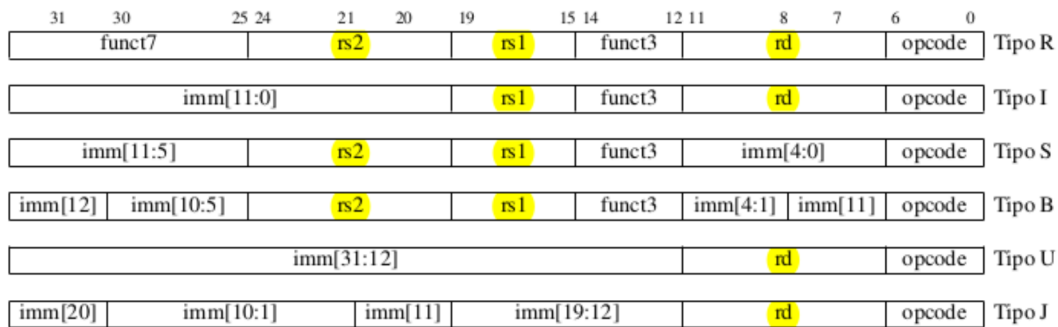 31 30 25 24 21 20 19 15 14 12 11 8 7 6 0
funct7 rs2 rs1 funct3 rd opcode Tipo R
imm[11:0] rs1 funct3 rd opcode Tipo I
imm[11:5] rs2 rs1 funct3 imm[4:0] opcode Tipo S
imm[12] imm[10:5] rs2 rs1 funct3 imm[4:1] imm[11] opcode Tipo B
imm[31:12] rd opcode Tipo U
imm[20] imm[10:1] imm[11] imm[19:12] rd opcode Tipo J